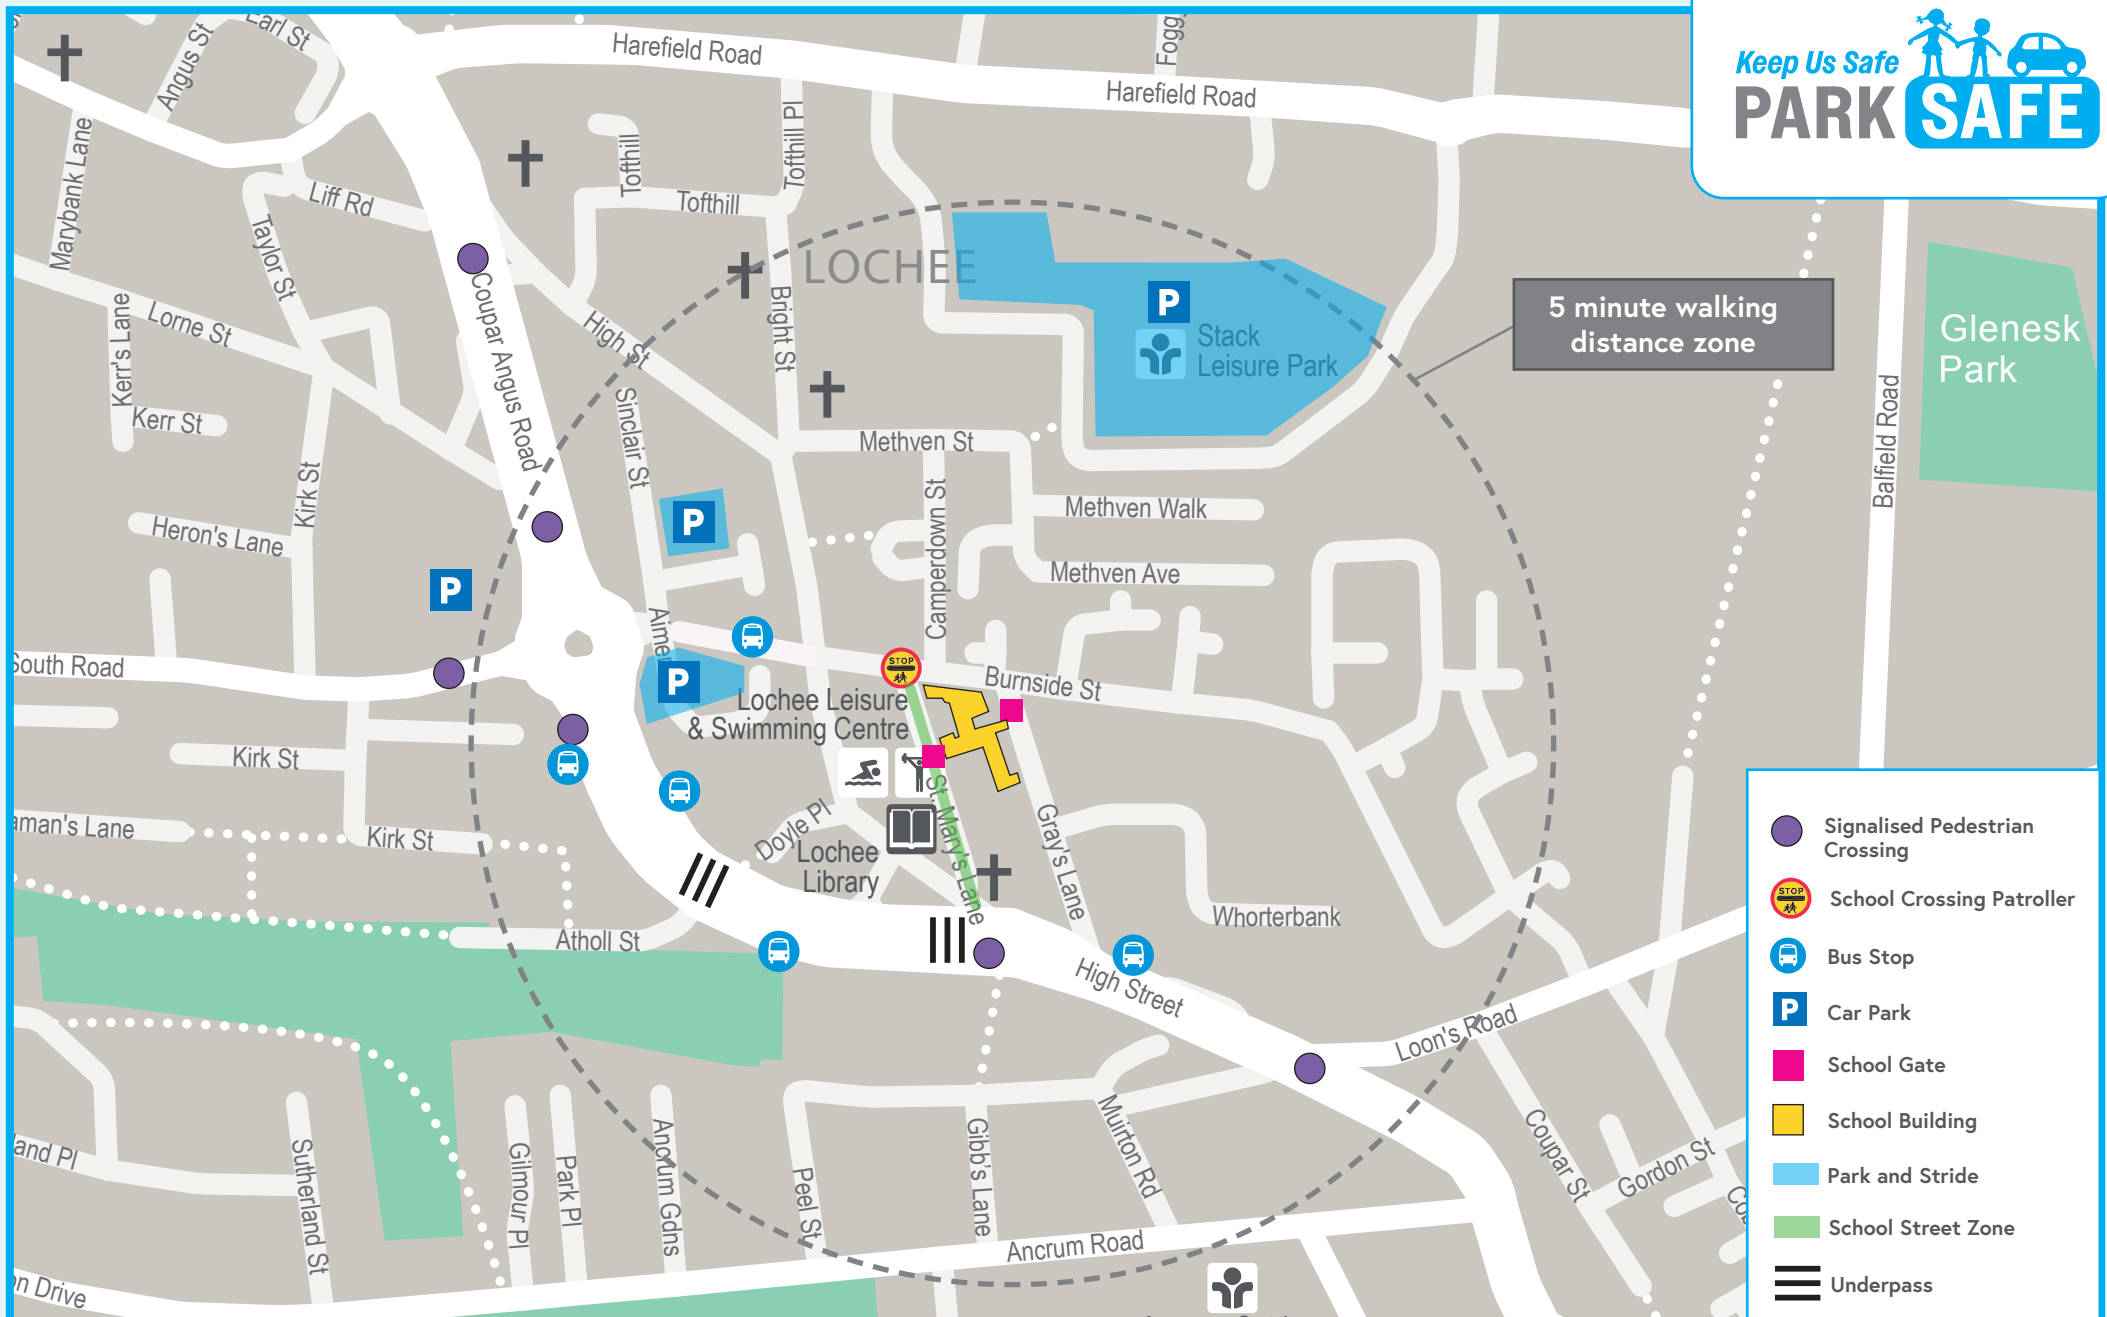 Keep Us Safe
PARK SAFE
Earl St
Angus St
Harefield Road
Harefield Road
Marybank Lane
Liff Rd
Taylor St
Tofthill
Tofthill
Tofthill Pl
LOCHEE
P
Stack
Leisure Park
5 minute walking
distance zone
Glenesk
Park
Balfield Road
Coupar Angus Road
Lorne St
Kerr's Lane
Kerr St
Kirk St
Heron's Lane
High St
Bright St
Sinclair St
P
Methven St
Methven Walk
Methven Ave
Camperdown St
P
South Road
P
STOP
Burnside St
Lochee Leisure
& Swimming Centre
Kirk St
Kirk St
Doyle Pl
Lochee
Library
St. Mary's Lane
Gray's Lane
Whorterbank
Atholl St
High Street
Loon's Road
Sutherland St
Gilmour Pl
Park Pl
Ancrum Gdns
Peel St
Gibb's Lane
Muirton Rd
Ancrum Road
Coupar St
Gordon St
Signalised Pedestrian
Crossing
STOP
School Crossing Patroller
Bus Stop
P
Car Park
School Gate
School Building
Park and Stride
School Street Zone
Underpass